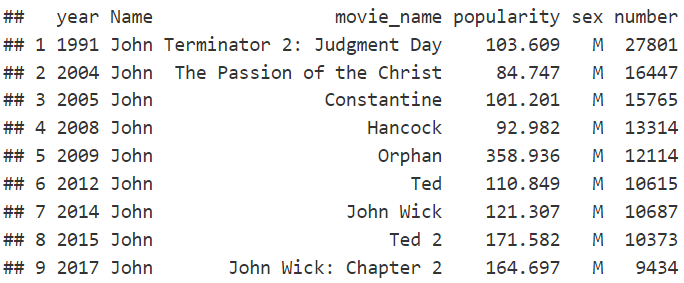 ##   year Name                 movie_name popularity sex number
## 1 1991 John Terminator 2: Judgment Day    103.609   M  27801
## 2 2004 John  The Passion of the Christ     84.747   M  16447
## 3 2005 John                Constantine    101.201   M  15765
## 4 2008 John                    Hancock     92.982   M  13314
## 5 2009 John                     Orphan    358.936   M  12114
## 6 2012 John                        Ted    110.849   M  10615
## 7 2014 John                  John Wick    121.307   M  10687
## 8 2015 John                      Ted 2    171.582   M  10373
## 9 2017 John       John Wick: Chapter 2    164.697   M   9434